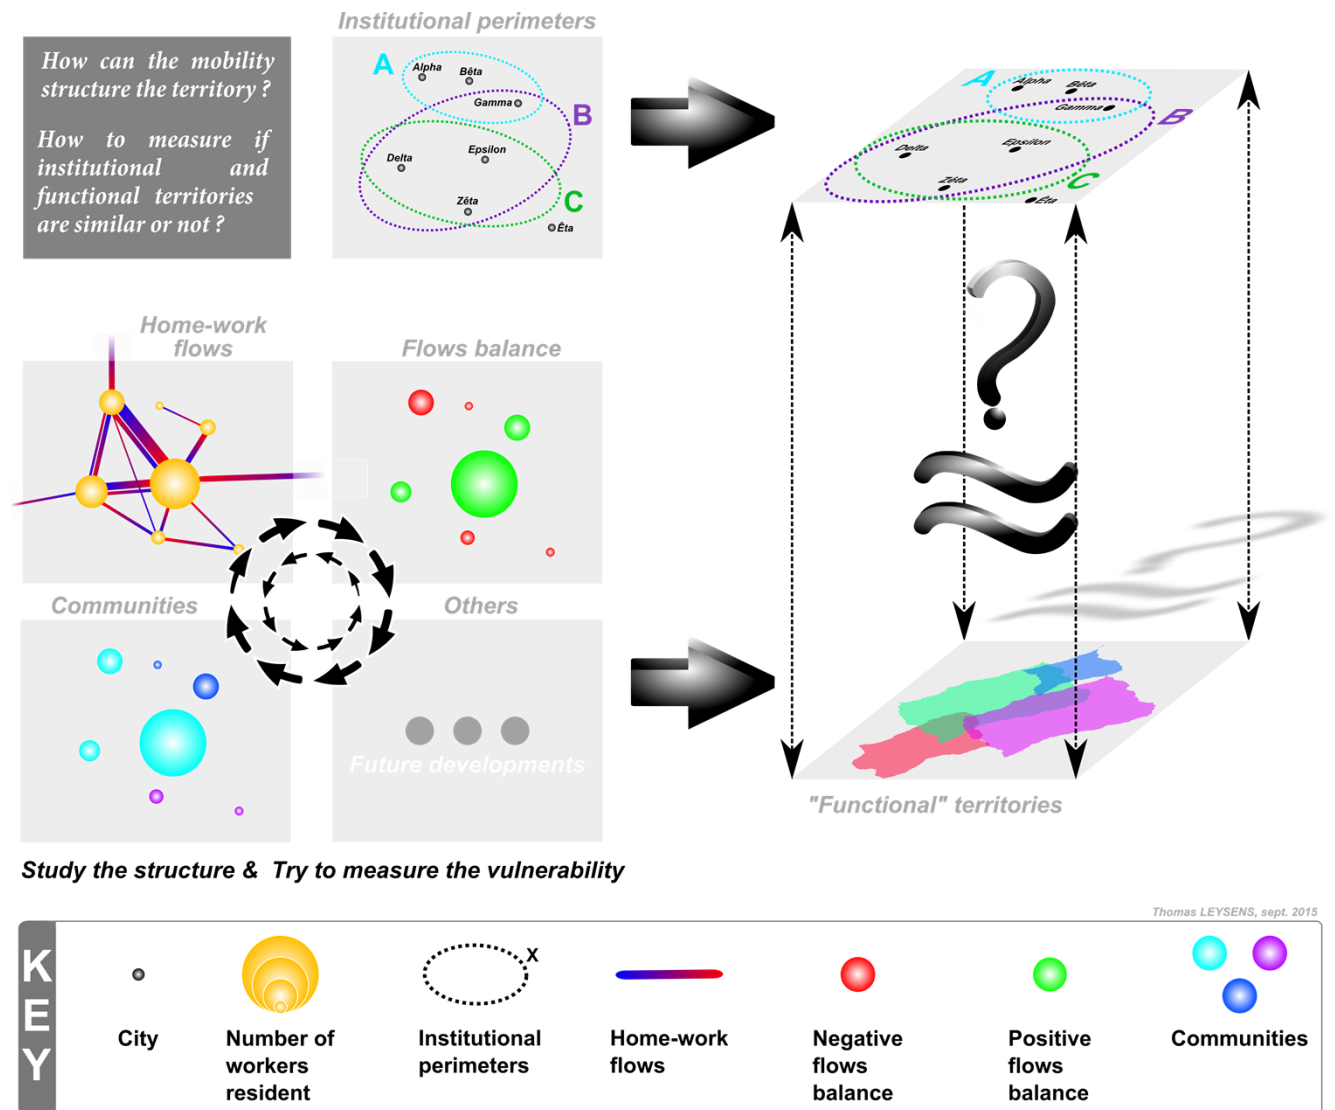 How can the mobility
structure the territory ?
How to measure if
institutional and
functional territories
are similar or not ?
Institutional perimeters
A
Alpha
Bêta
Gamma
B
Delta
Epsilon
Zêta
C
Êta
A
Alpha
Bêta
Gamma
B
Delta
Epsilon
Zêta
C
Êta
?
≈
Home-work
flows
Flows balance
Communities
Others
Future developments
"Functional" territories
Study the structure & Try to measure the vulnerability
Thomas LEYSENS, sept. 2015
KEY
City
Number of
workers
resident
X
Institutional
perimeters
Home-work
flows
Negative
flows
balance
Positive
flows
balance
Communities